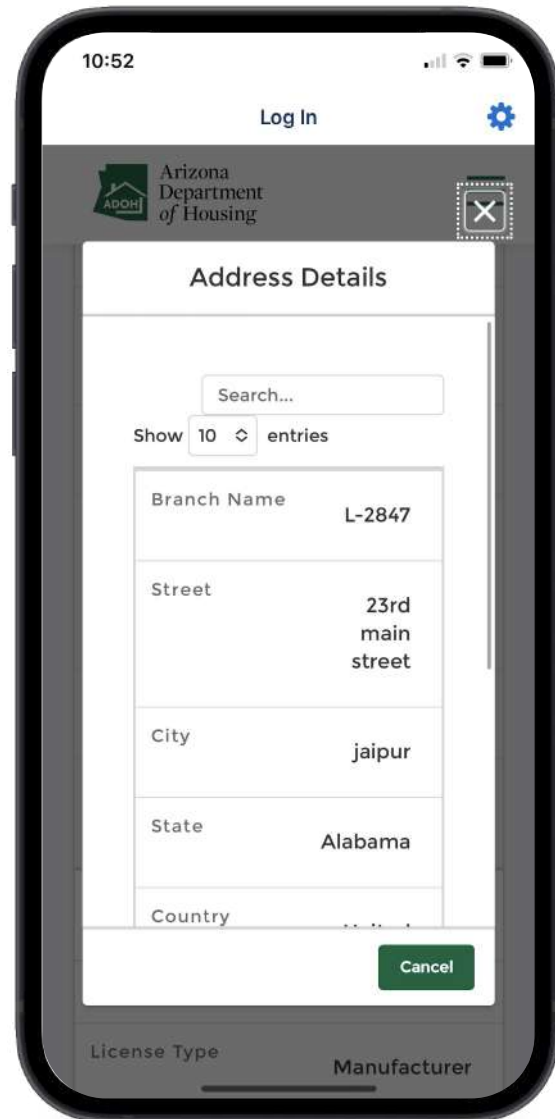 10:52
Log In
Arizona
Department
of Housing
ADOH
Address Details
Search...
Show 10 entries
Branch Name
L-2847
Street
23rd
main
street
City
jaipur
State
Alabama
Country
Cancel
License Type
Manufacturer